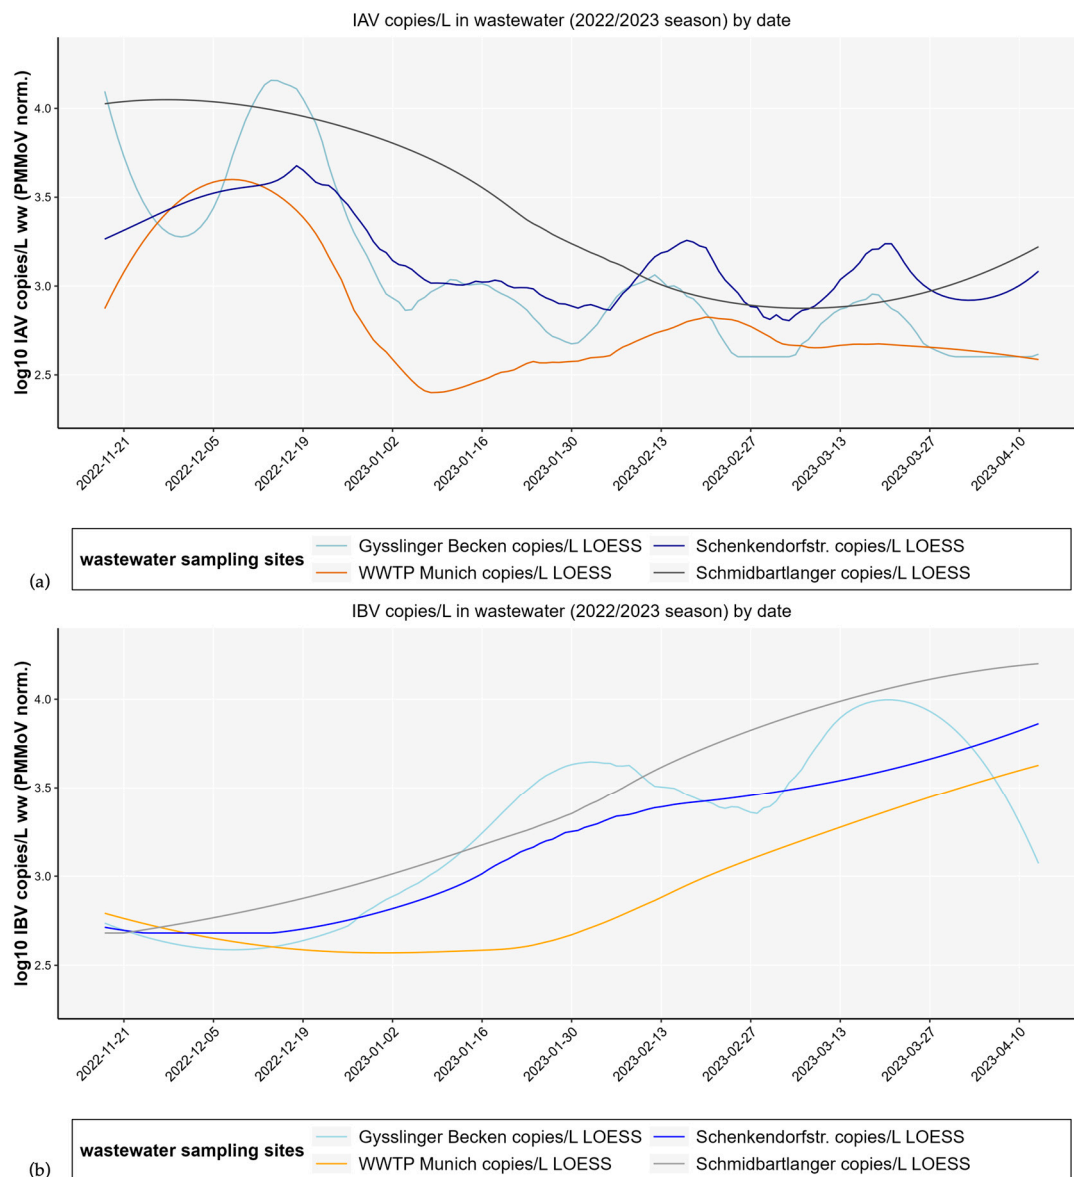 IAV copies/L in wastewater (2022/2023 season) by date
log10 IAV copies/L ww (PMMoV norm.)
4.0
3.5
3.0
2.5
2022-11-21
2022-12-05
2022-12-19
2023-01-02
2023-01-16
2023-01-30
2023-02-13
2023-02-27
2023-03-13
2023-03-27
2023-04-10
wastewater sampling sites
Gysslinger Becken copies/L LOESS
Schenkendorfstr. copies/L LOESS
WWTP Munich copies/L LOESS
Schmidbartlanger copies/L LOESS
(a)
IBV copies/L in wastewater (2022/2023 season) by date
log10 IBV copies/L ww (PMMoV norm.)
4.0
3.5
3.0
2.5
2022-11-21
2022-12-05
2022-12-19
2023-01-02
2023-01-16
2023-01-30
2023-02-13
2023-02-27
2023-03-13
2023-03-27
2023-04-10
wastewater sampling sites
Gysslinger Becken copies/L LOESS
Schenkendorfstr. copies/L LOESS
WWTP Munich copies/L LOESS
Schmidbartlanger copies/L LOESS
(b)